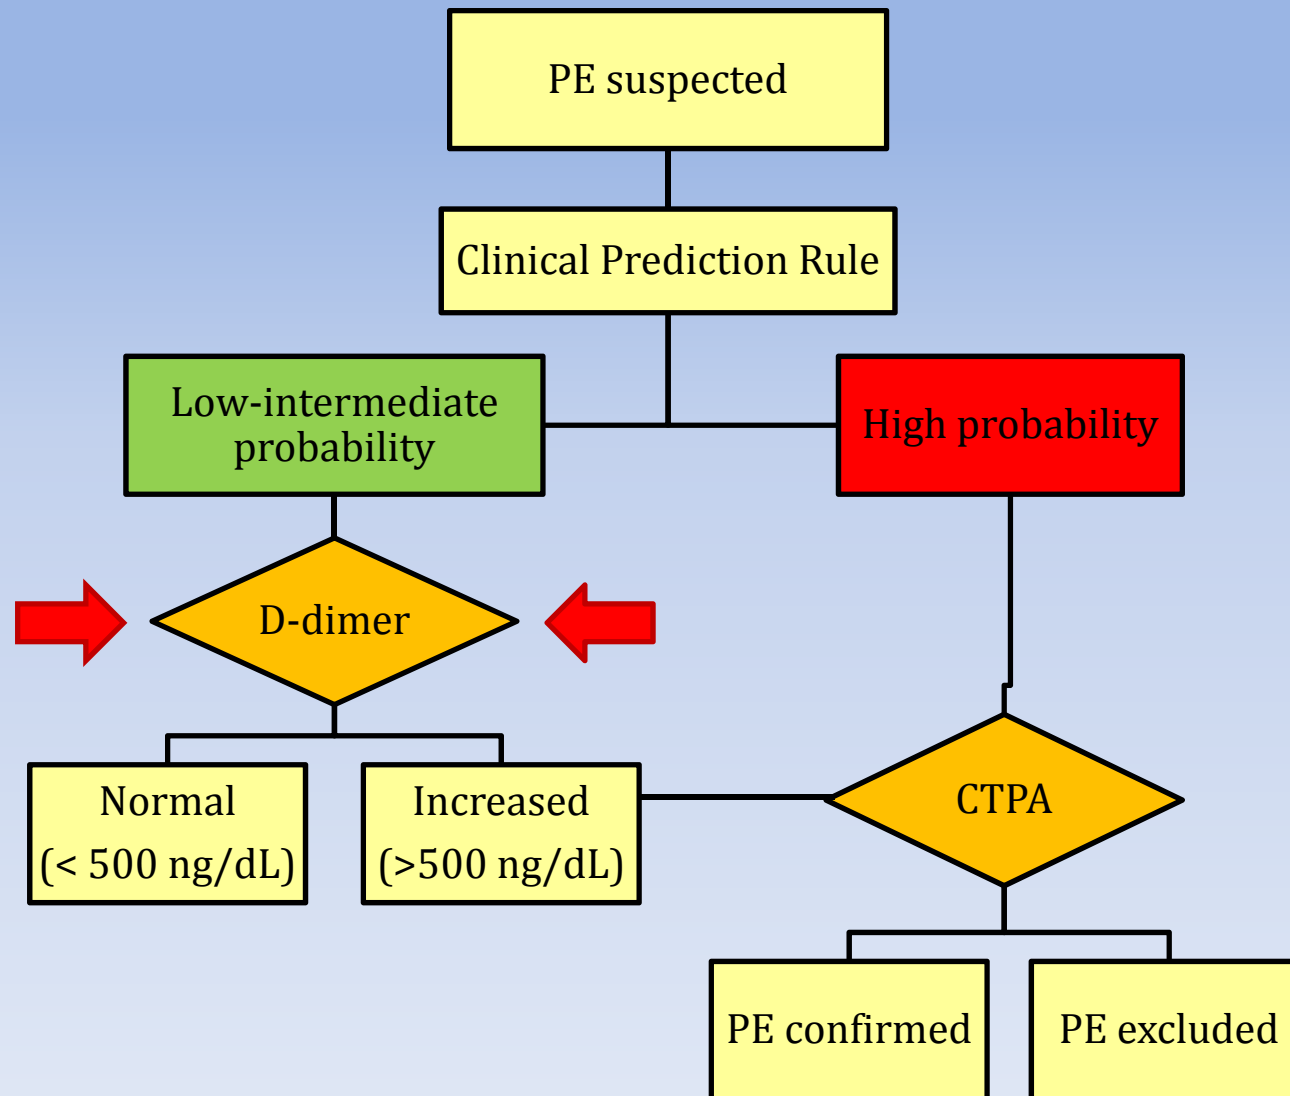 PE suspected
Clinical Prediction Rule
Low-intermediate
probability
High probability
D-dimer
Normal
(< 500 ng/dL)
Increased
(>500 ng/dL)
CTPA
PE confirmed
PE excluded